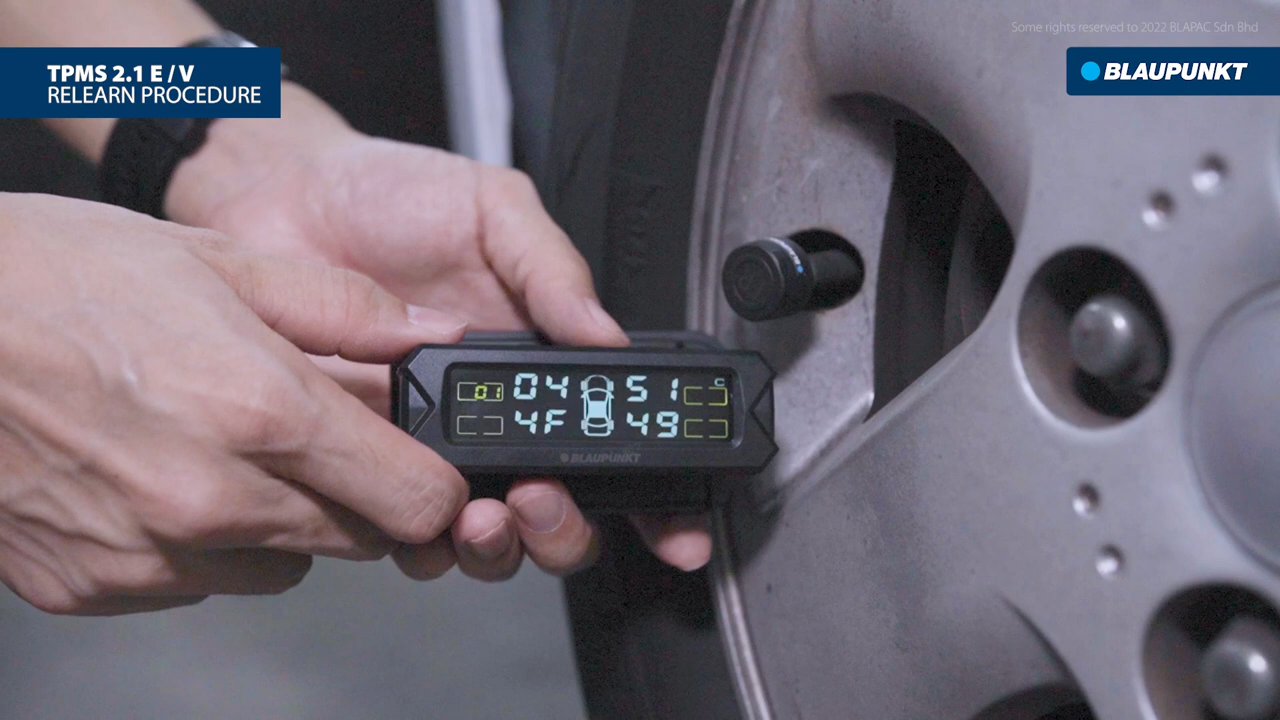 Some rights reserved to 2022 BLAPAC Sdn Bhd
TPMS 2.1 E / V
RELEARN PROCEDURE
BLAUPUNKT
01 04 51 C
4F 49
BLAUPUNKT